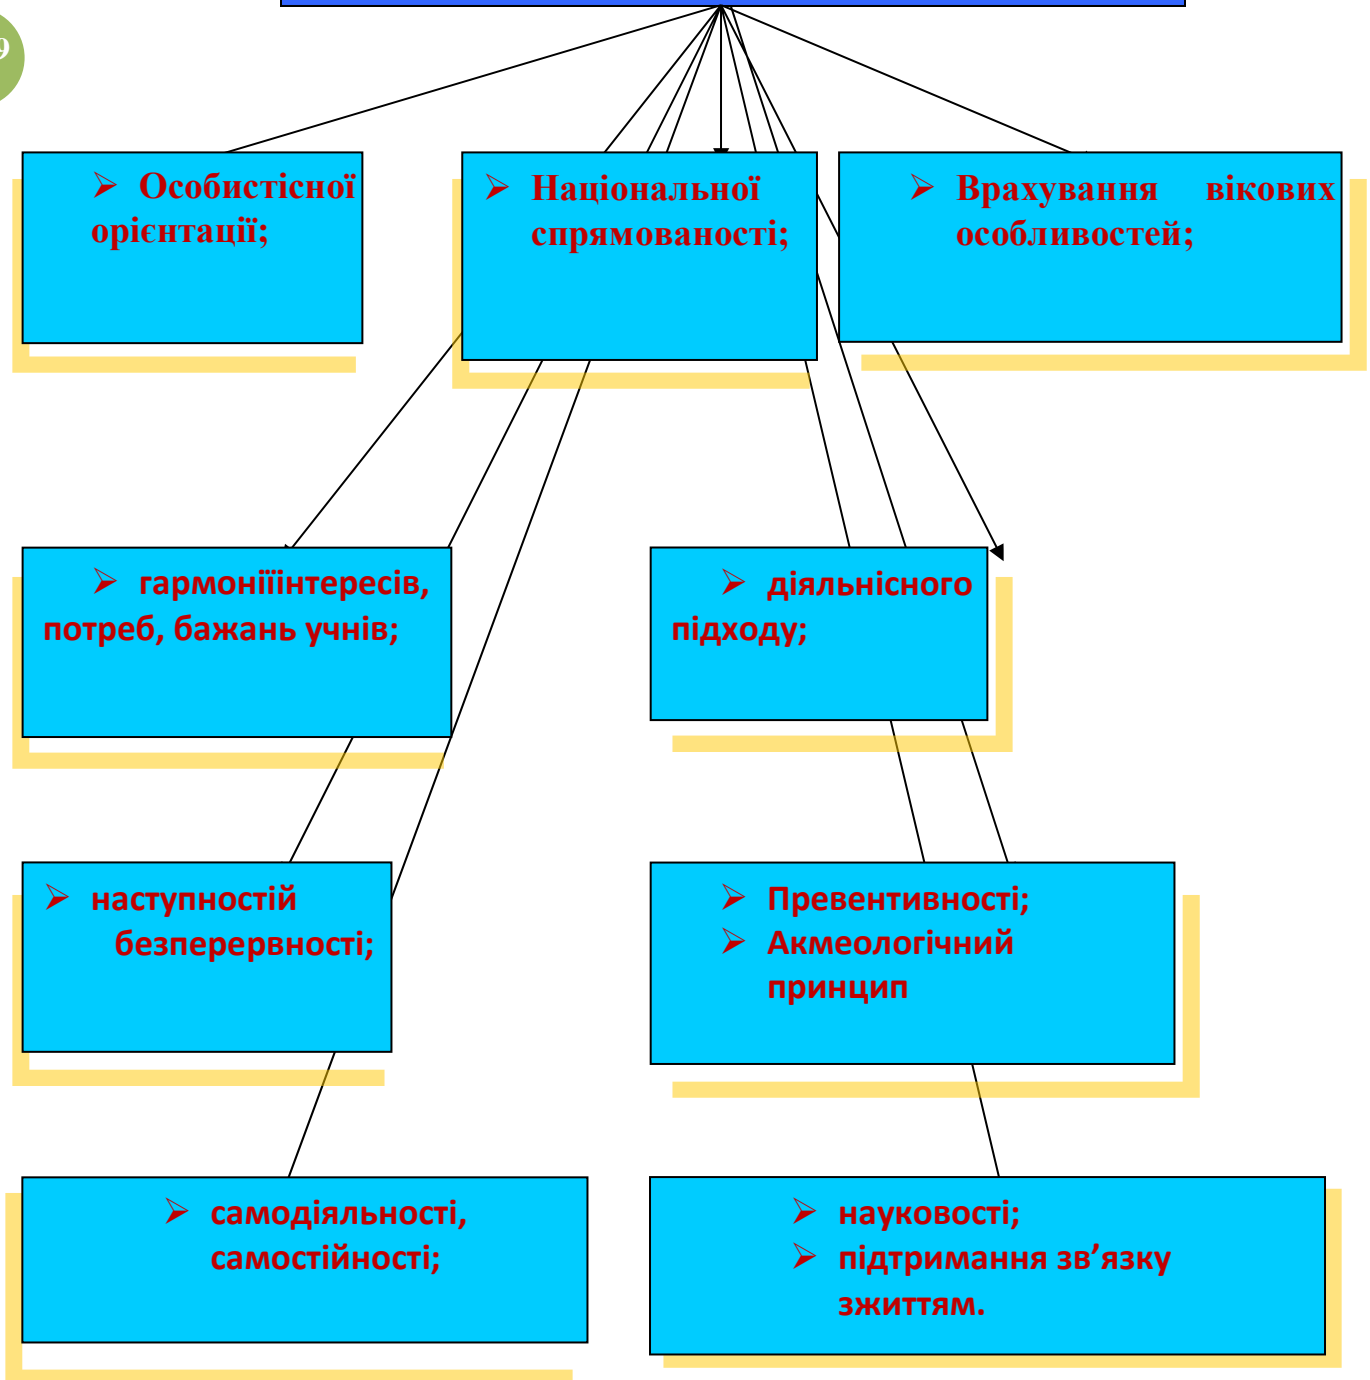 9
➢ Особистісної
орієнтації;
➢ Національної
спрямованості;
➢ Врахування вікових
особливостей;
➢ гармоніїінтересів,
потреб, бажань учнів;
➢ діяльнісного
підходу;
➢ наступностій
безперервності;
➢ Превентивності;
➢ Акмеологічний
принцип
➢ самодіяльності,
самостійності;
➢ науковості;
➢ підтримання зв’язку
зжиттям.